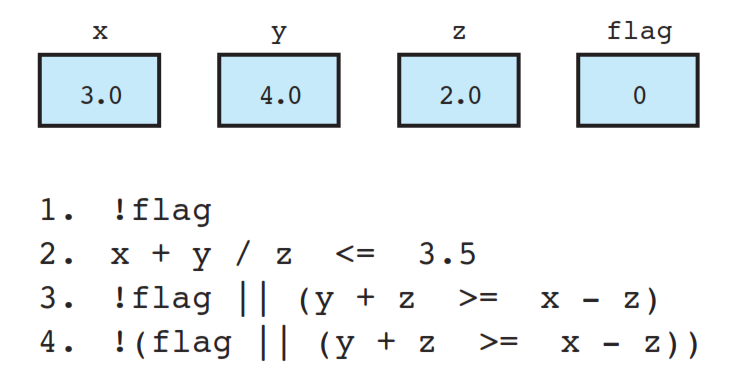 x y z flag
3.0 4.0 2.0 0
1. !flag
2. x + y / z <= 3.5
3. !flag || (y + z >= x - z)
4. !(flag || (y + z >= x - z))